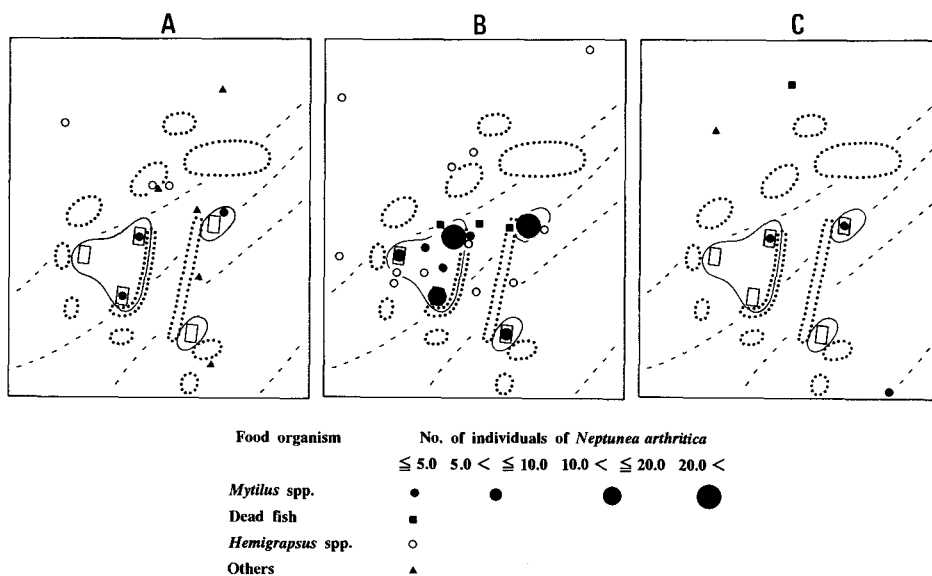 A B C
Food organism No. of individuals of Neptunea arthritica
≦ 5.0 5.0 < ≦ 10.0 10.0 < ≦ 20.0 20.0 <
Mytilus spp.
Dead fish
Hemigrapsus spp.
Others